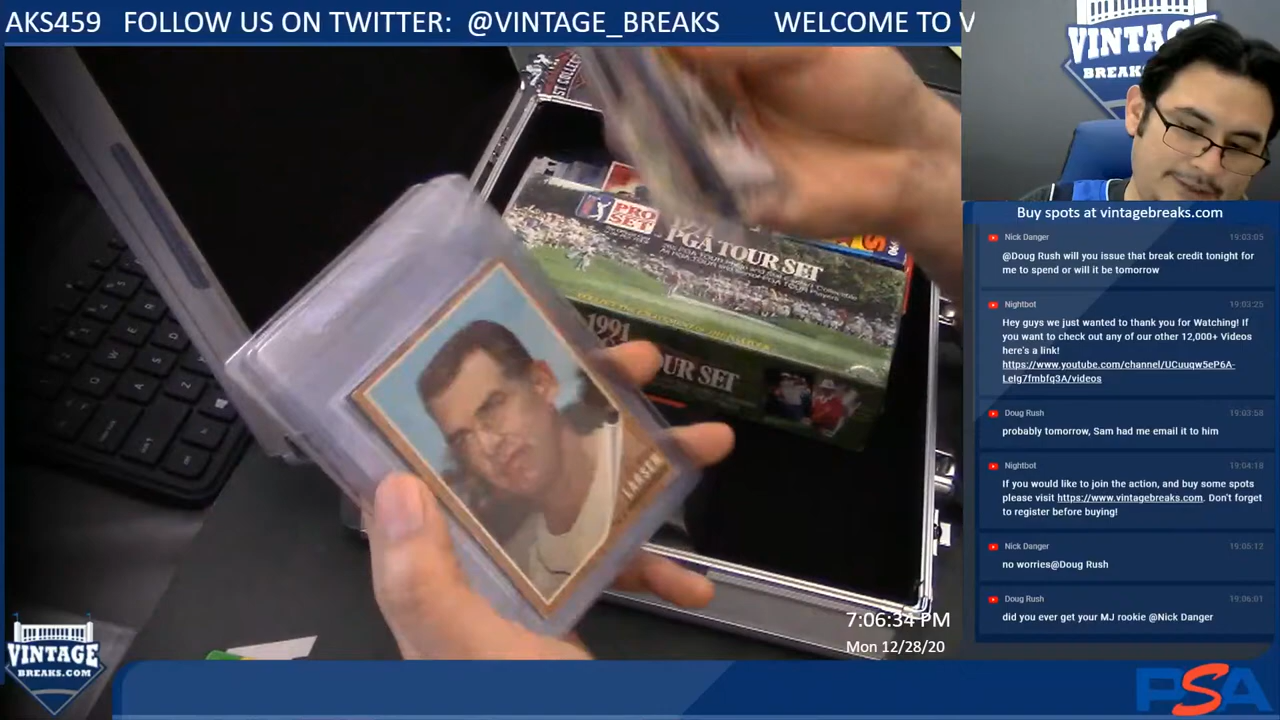 AKS459 FOLLOW US ON TWITTER: @VINTAGE_BREAKS WELCOME TO V
VINTAGE
BREAKS
ST COLLEC
PRO
SET
PGA TOUR SET
1991
UR SET
LARSEN
7:06:34 PM
Mon 12/28/20
VINTAGE
BREAKS.COM
PSA
Buy spots at vintagebreaks.com
Nick Danger 19:03:05
@Doug Rush will you issue that break credit tonight for
me to spend or will it be tomorrow
Nightbot 19:03:25
Hey guys we just wanted to thank you for Watching! If
you want to check out any of our other 12,000+ Videos
here's a link!
https://www.youtube.com/channel/UCuuqw5eP6A-
LeIg7fmbfq3A/videos
Doug Rush 19:03:58
probably tomorrow, Sam had me email it to him
Nightbot 19:04:18
If you would like to join the action, and buy some spots
please visit https://www.vintagebreaks.com. Don't forget
to register before buying!
Nick Danger 19:05:12
no worries@Doug Rush
Doug Rush 19:06:01
did you ever get your MJ rookie @Nick Danger